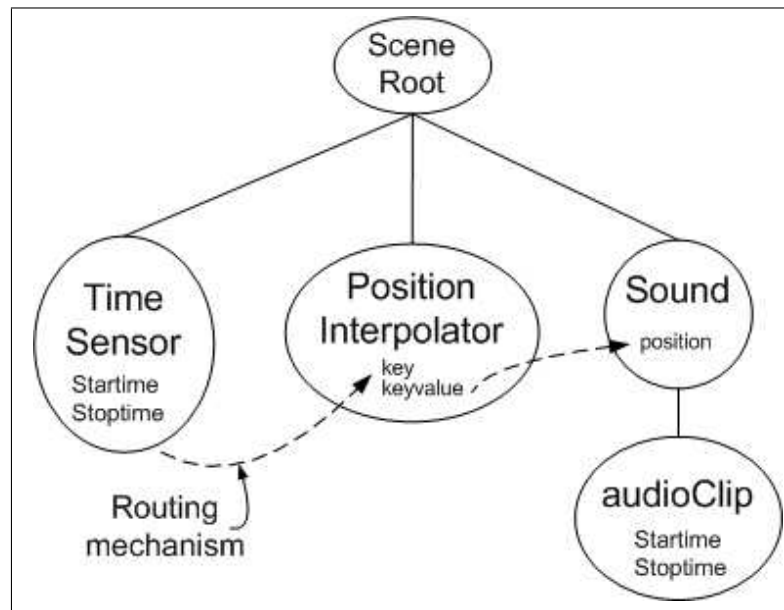 Scene
Root
Time
Sensor
Startime
Stoptime
Position
Interpolator
key
keyvalue
Sound
position
audioClip
Startime
Stoptime
Routing
mechanism